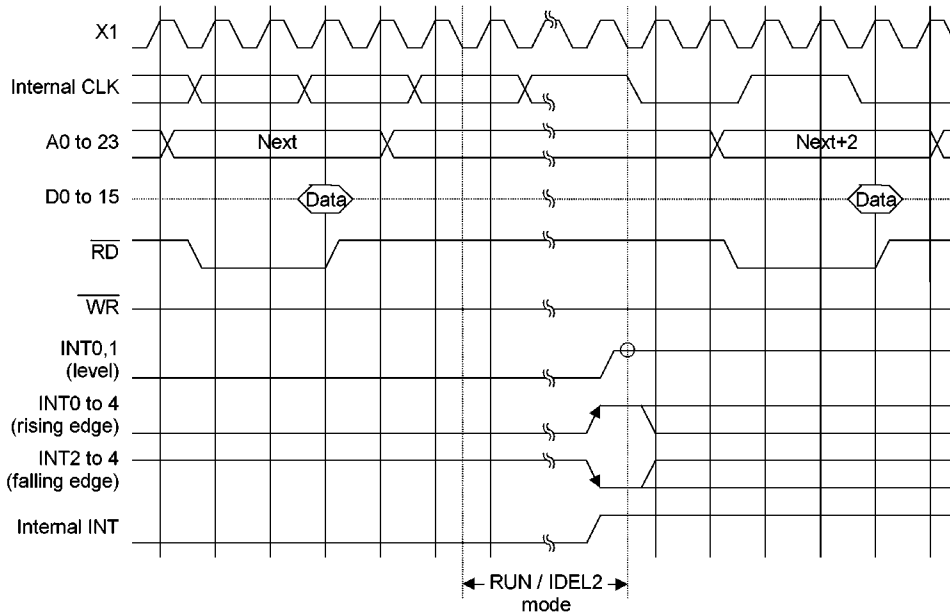 X1
Internal CLK
A0 to 23
Next
Next+2
D0 to 15
Data
Data
RD
WR
INT0,1
(level)
INT0 to 4
(rising edge)
INT2 to 4
(falling edge)
Internal INT
RUN / IDEL2
mode